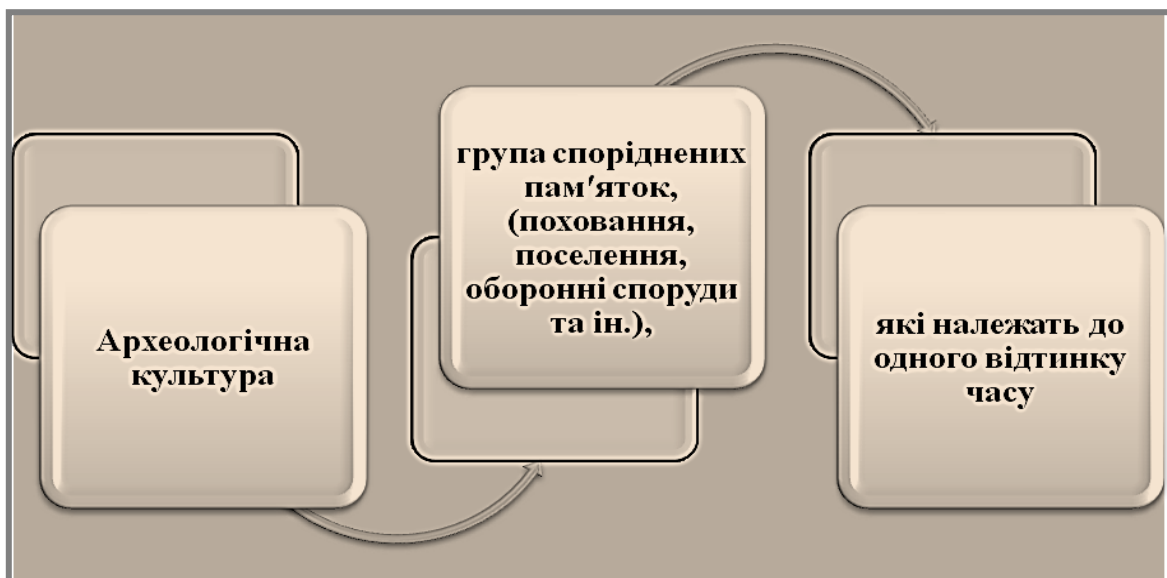 Археологічна
культура
група споріднених
пам'яток,
(поховання,
поселення,
оборонні споруди
та ін.),
які належать до
одного відтинку
часу